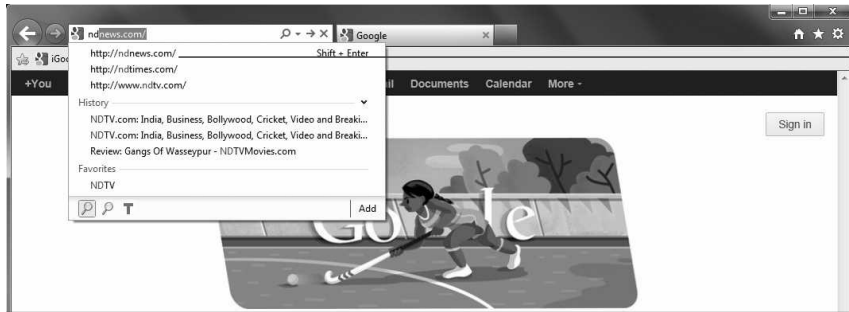 ndnews.com/
Google
iGoo
http://ndnews.com/ Shift + Enter
http://ndtimes.com/
http://www.ndtv.com/
+You
il Documents Calendar More -
History
NDTV.com: India, Business, Bollywood, Cricket, Video and Breaki...
NDTV.com: India, Business, Bollywood, Cricket, Video and Breaki...
Review: Gangs Of Wasseypur - NDTVMovies.com
Sign in
Favorites
NDTV
Add
Google